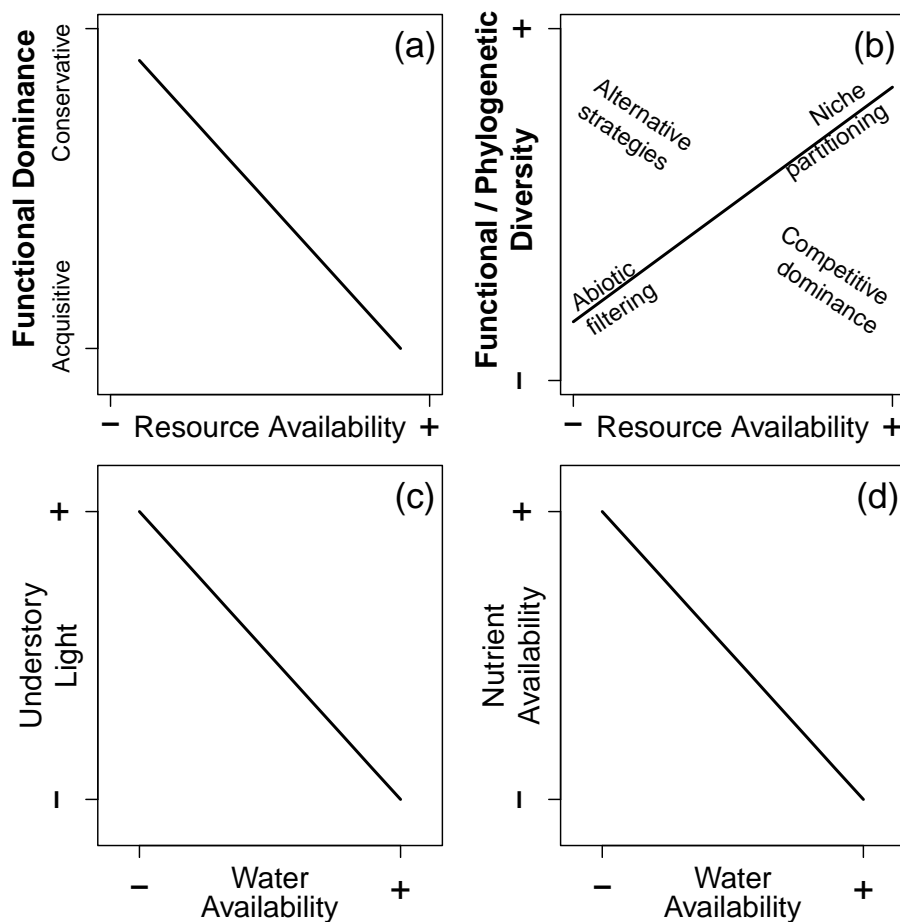 (a)
Functional Dominance
Conservative
Acquisitive
− Resource Availability +
(b)
Functional / Phylogenetic
Diversity
+
−
Alternative
strategies
Niche
partitioning
Abiotic
filtering
Competitive
dominance
− Resource Availability +
(c)
Understory
Light
+
−
− Water +
Availability
(d)
Nutrient
Availability
+
−
− Water +
Availability